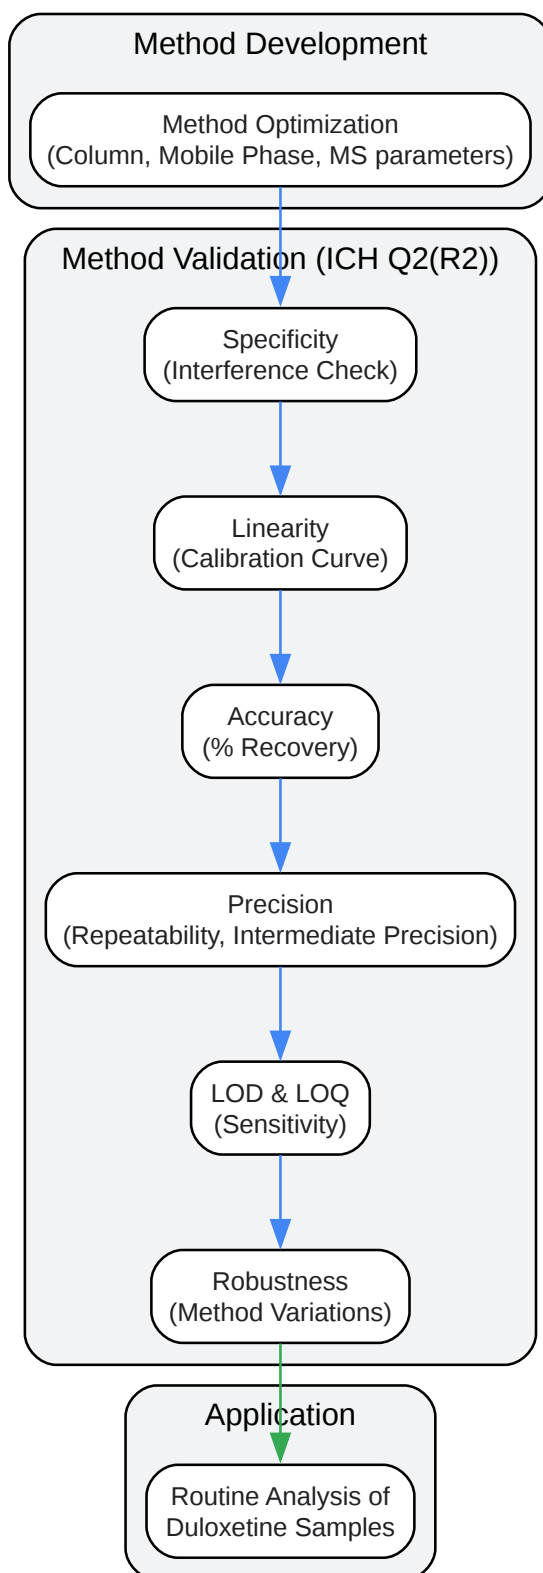 Method Development
Method Optimization
(Column, Mobile Phase, MS parameters)
Method Validation (ICH Q2(R2))
Specificity
(Interference Check)
Linearity
(Calibration Curve)
Accuracy
(% Recovery)
Precision
(Repeatability, Intermediate Precision)
LOD & LOQ
(Sensitivity)
Robustness
(Method Variations)
Application
Routine Analysis of
Duloxetine Samples